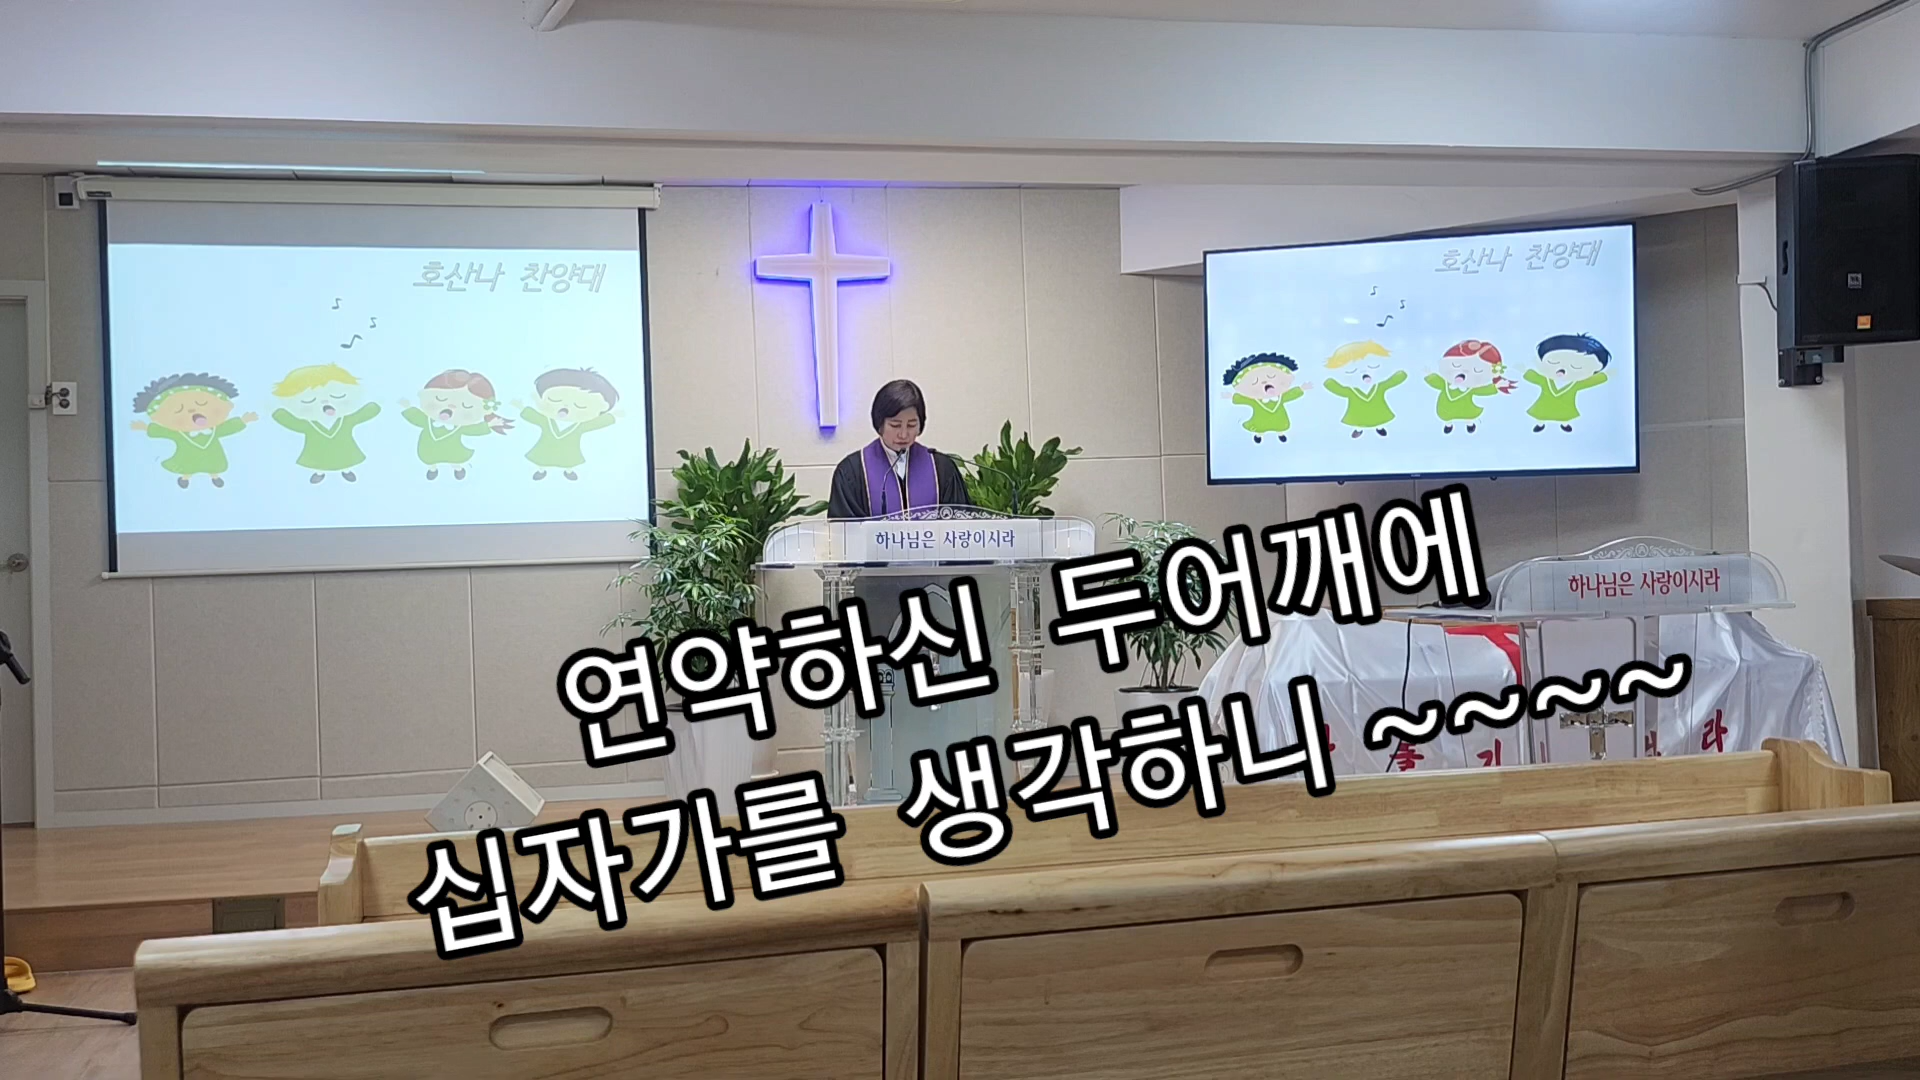 호산나 찬양대
호산나 찬양대
하나님은 사랑이시라
하나님은 사랑이시라
연약하신 두어깨에
십자가를 생각하니 ~~~~